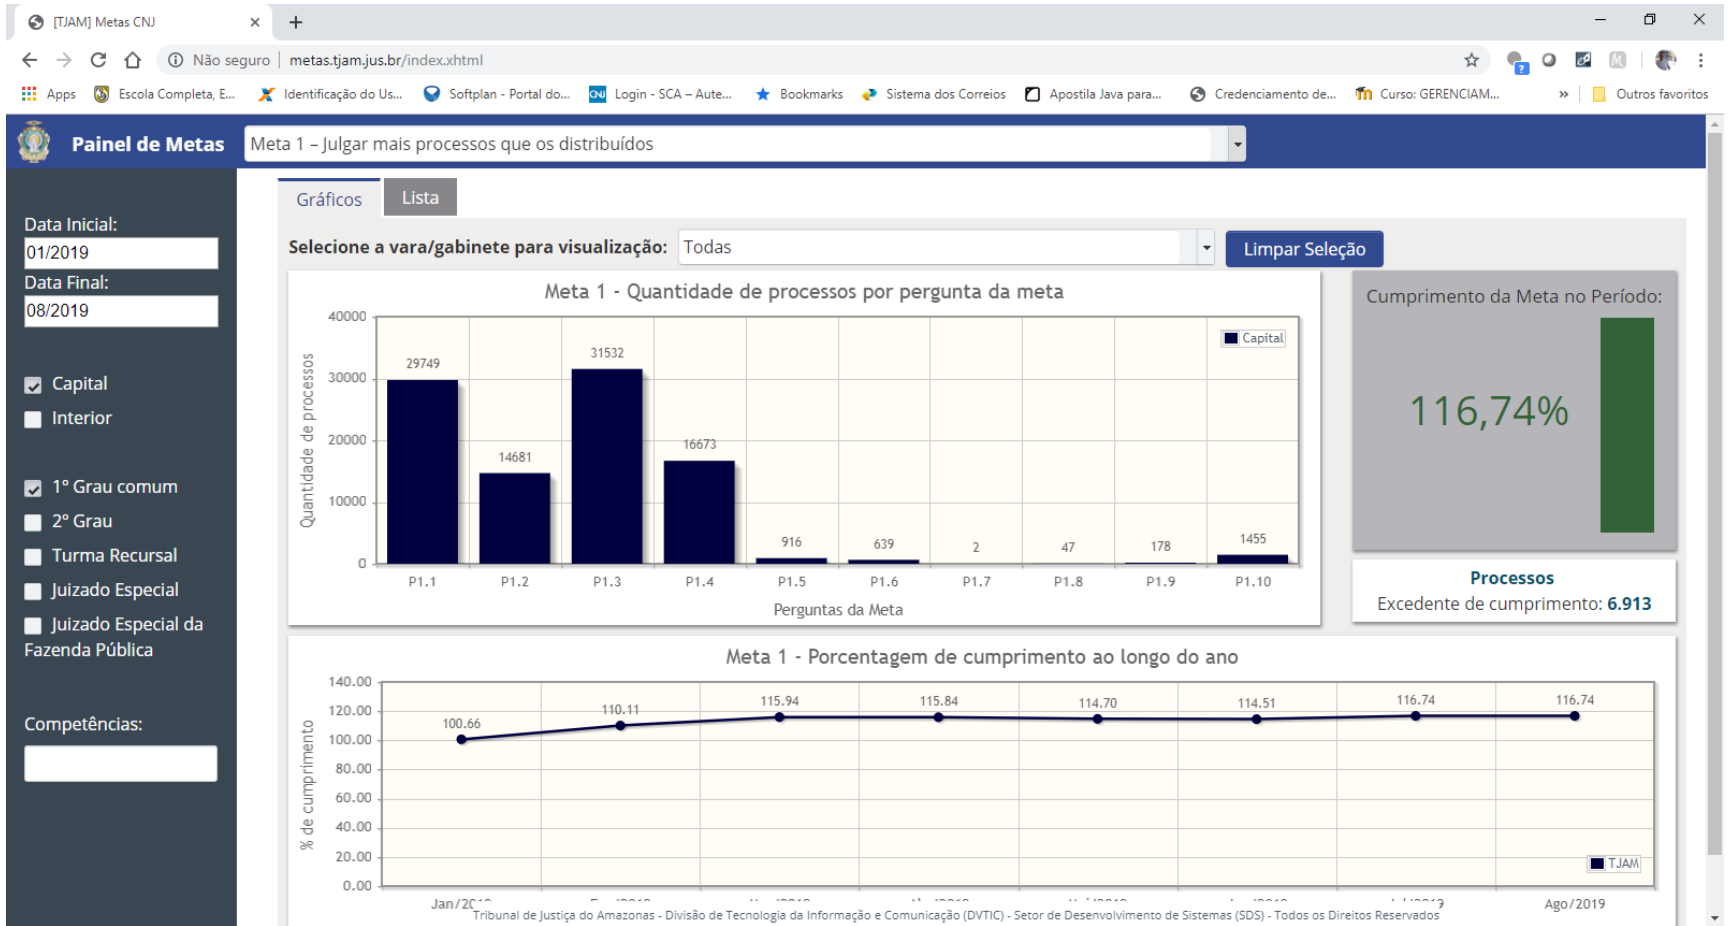 [TJAM] Metas CNJ
Não seguro | metas.tjam.jus.br/index.xhtml
Apps Escola Completa, E... Identificação do Us... Softplan - Portal do... CNJ Login - SCA – Aute... Bookmarks Sistema dos Correios Apostila Java para... Credenciamento de... Curso: GERENCIAM... » Outros favoritos
Painel de Metas Meta 1 – Julgar mais processos que os distribuídos
Gráficos Lista
Data Inicial:
01/2019
Data Final:
08/2019
Capital
Interior
1º Grau comum
2º Grau
Turma Recursal
Juizado Especial
Juizado Especial da
Fazenda Pública
Competências:
Selecione a vara/gabinete para visualização: Todas Limpar Seleção
Meta 1 - Quantidade de processos por pergunta da meta
Quantidade de processos
40000
30000
20000
10000
0
Capital
29749 14681 31532 16673 916 639 2 47 178 1455
P1.1 P1.2 P1.3 P1.4 P1.5 P1.6 P1.7 P1.8 P1.9 P1.10
Perguntas da Meta
Cumprimento da Meta no Período:
116,74%
Processos
Excedente de cumprimento: 6.913
Meta 1 - Porcentagem de cumprimento ao longo do ano
% de cumprimento
140.00
120.00
100.00
80.00
60.00
40.00
20.00
0.00
100.66 110.11 115.94 115.84 114.70 114.51 116.74 116.74
TJAM
Ago/2019
Tribunal de Justiça do Amazonas - Divisão de Tecnologia da Informação e Comunicação (DVTIC) - Setor de Desenvolvimento de Sistemas (SDS) - Todos os Direitos Reservados